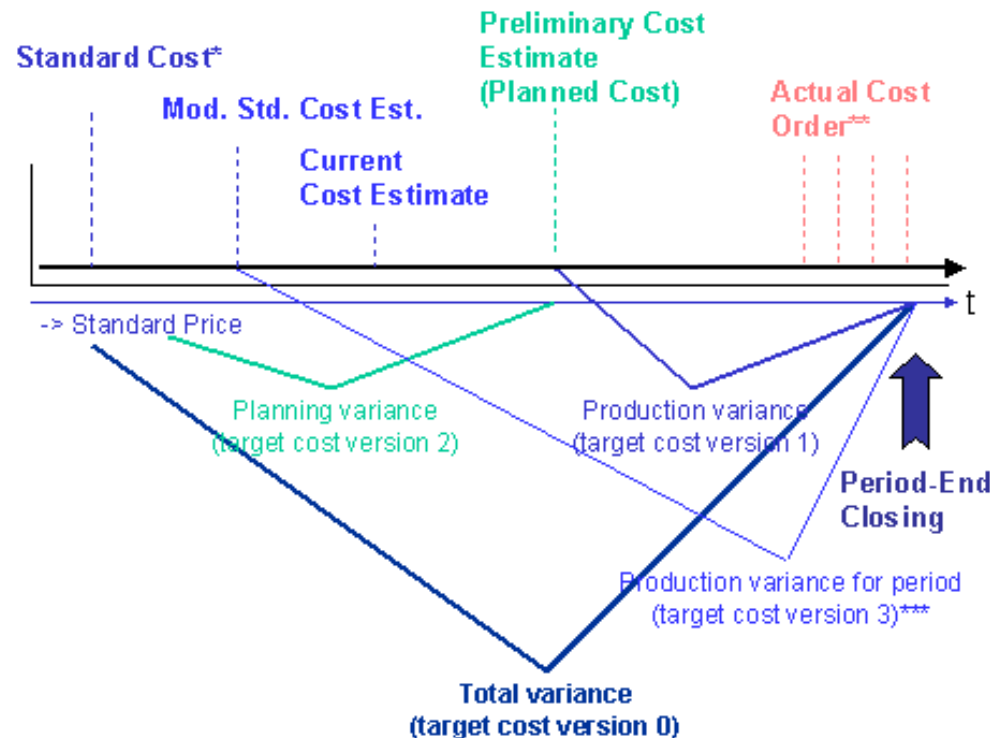 Preliminary Cost
Estimate
(Planned Cost)
Standard Cost*
Mod. Std. Cost Est.
Current
Cost Estimate
Actual Cost
Order**
t
-> Standard Price
Planning variance
(target cost version 2)
Production variance
(target cost version 1)
Period-End
Closing
Production variance for period
(target cost version 3)***
Total variance
(target cost version 0)